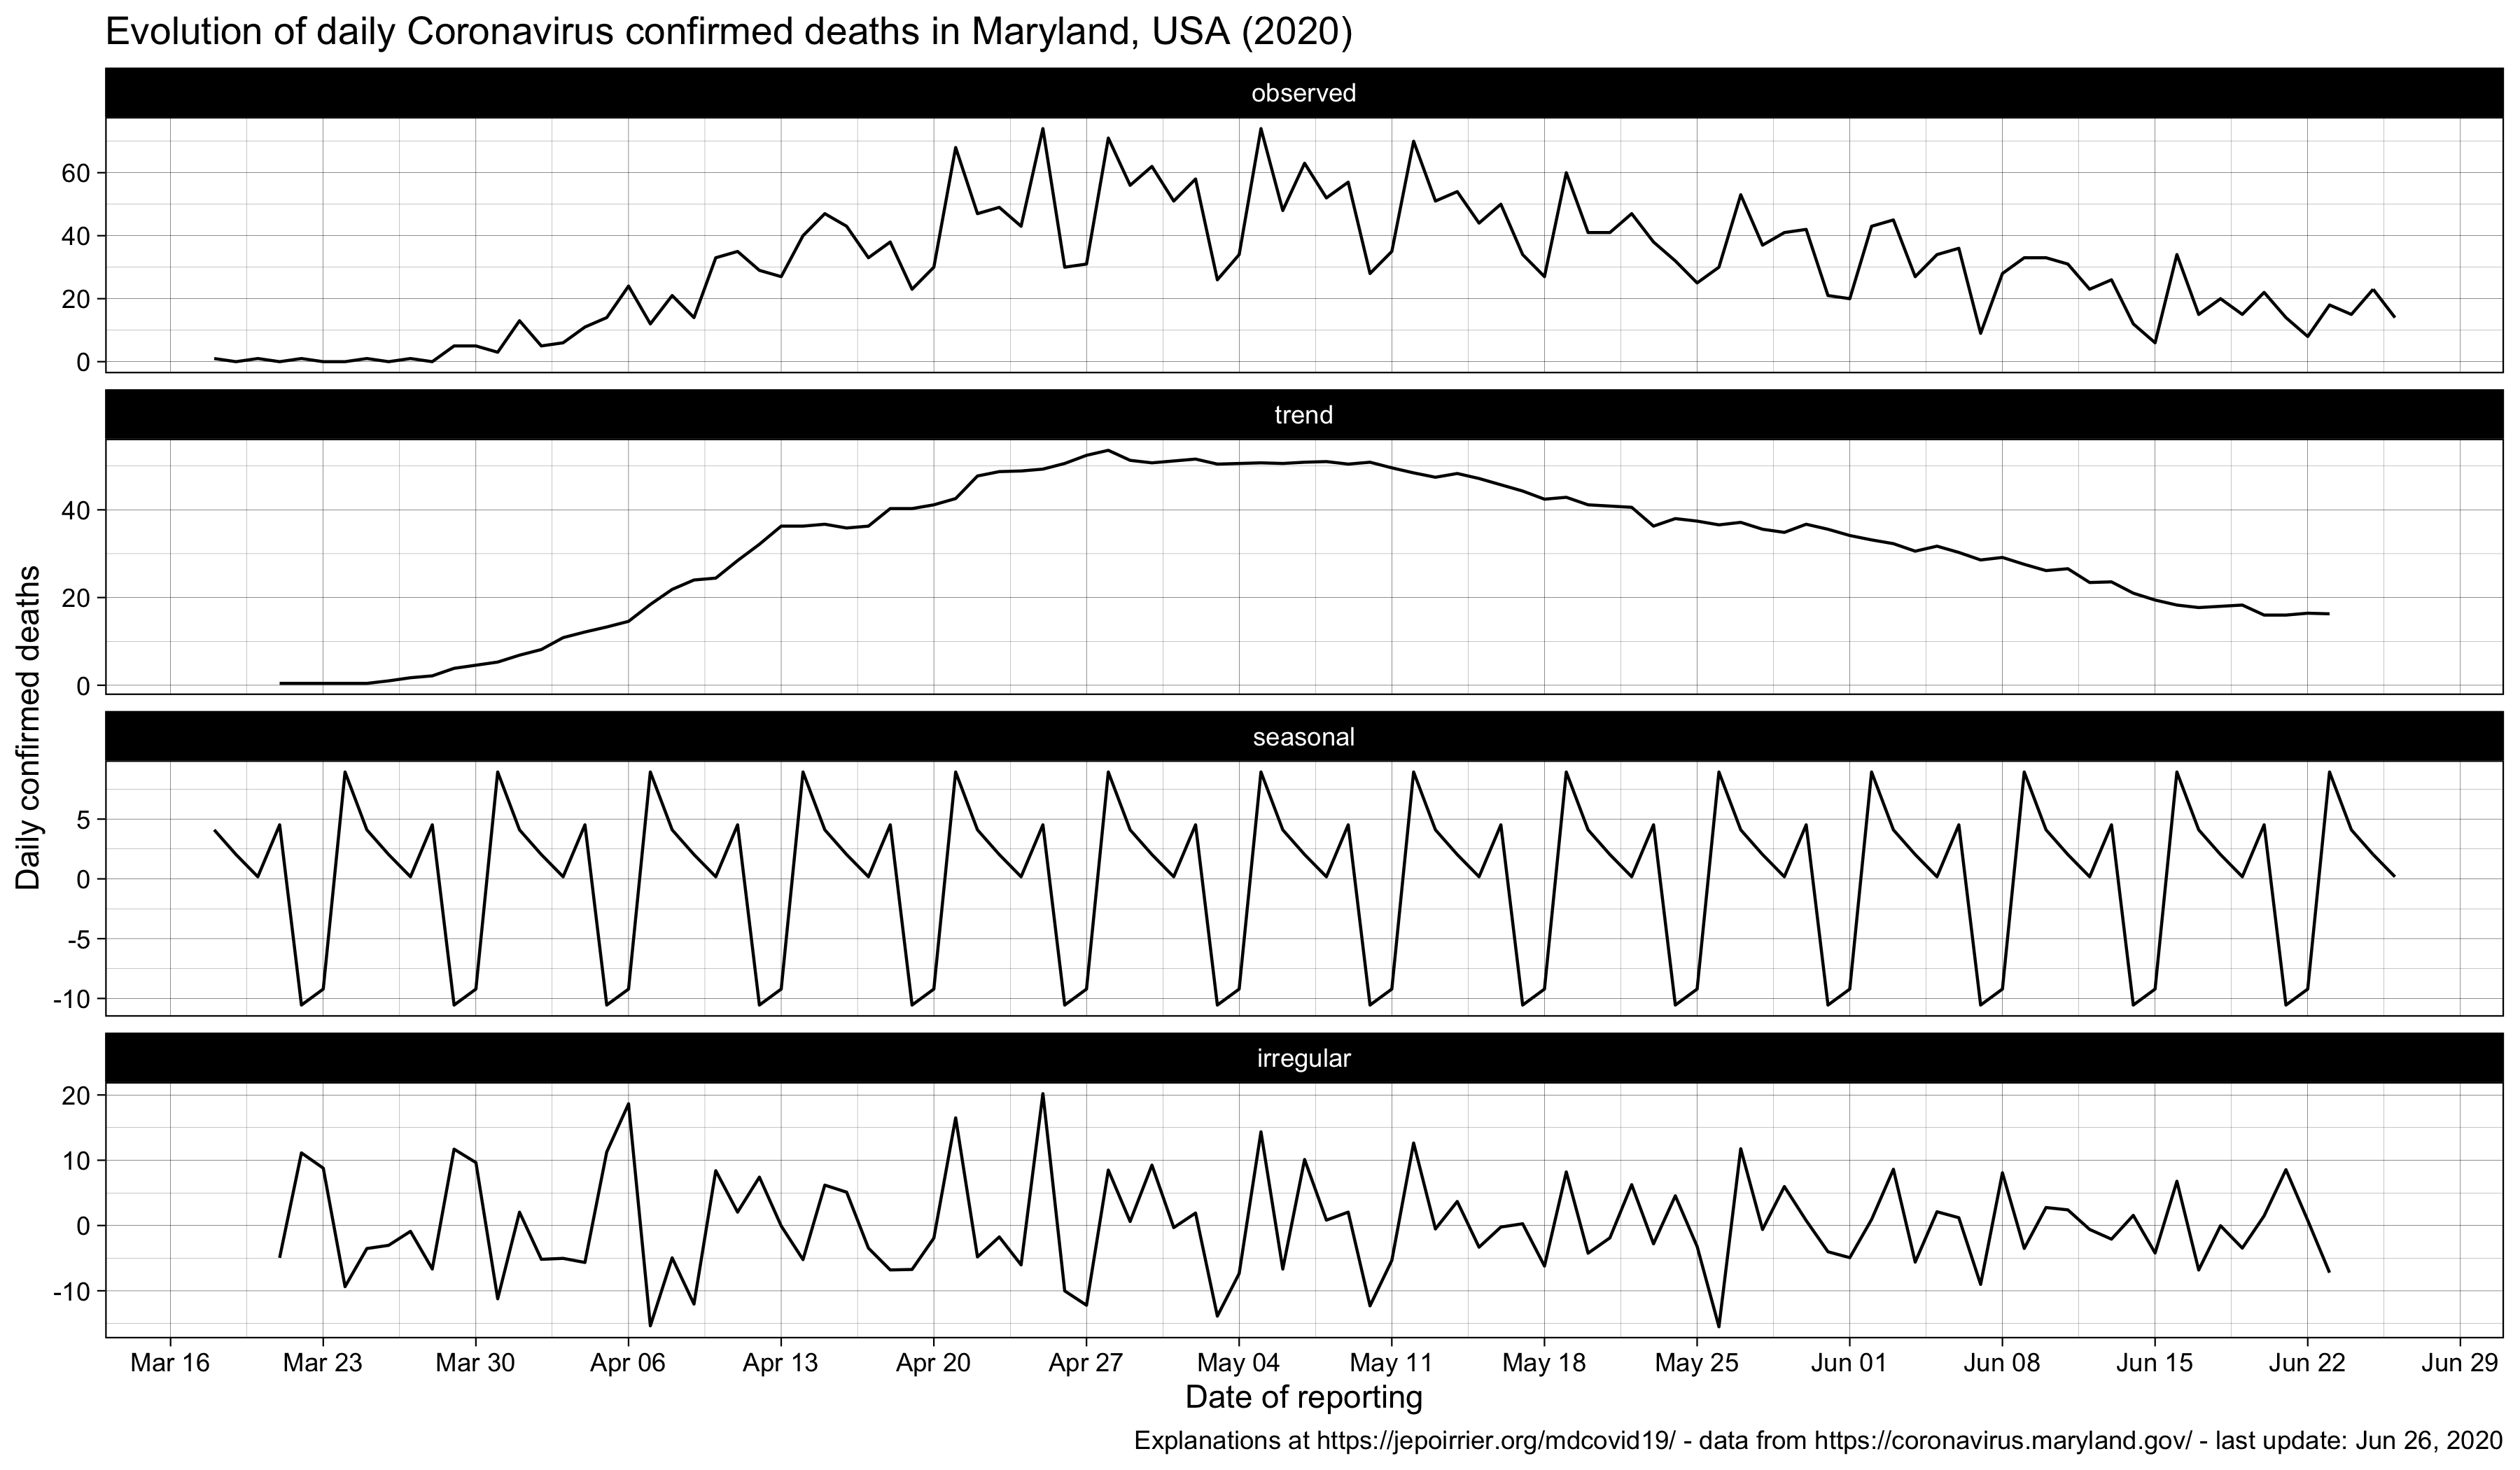 Evolution of daily Coronavirus confirmed deaths in Maryland, USA (2020)
observed
60
40
20
0
trend
40
20
0
Daily confirmed deaths
seasonal
5
0
-5
-10
irregular
20
10
0
-10
Mar 16 Mar 23 Mar 30 Apr 06 Apr 13 Apr 20 Apr 27 May 04 May 11 May 18 May 25 Jun 01 Jun 08 Jun 15 Jun 22 Jun 29
Date of reporting
Explanations at https://jepoirrier.org/mdcovid19/ - data from https://coronavirus.maryland.gov/ - last update: Jun 26, 2020